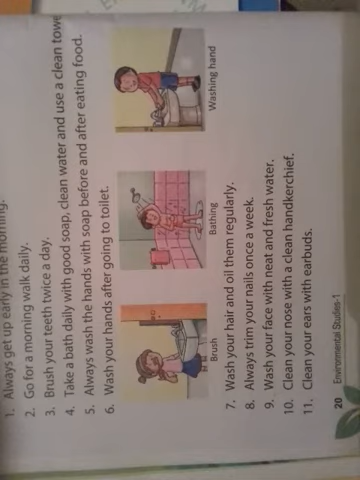 1. Always get up early in the morning.
2. Go for a morning walk daily.
3. Brush your teeth twice a day.
4. Take a bath daily with good soap, clean water and use a clean
5. Always wash the hands with soap before and after eating food.
6. Wash your hands after going to toilet.
Brush Bathing Washing hand
7. Wash your hair and oil them regularly.
8. Always trim your nails once a week.
9. Wash your face with neat and fresh water.
10. Clean your nose with a clean handkerchief.
11. Clean your ears with earbuds.
20 Enviromental Studies-1